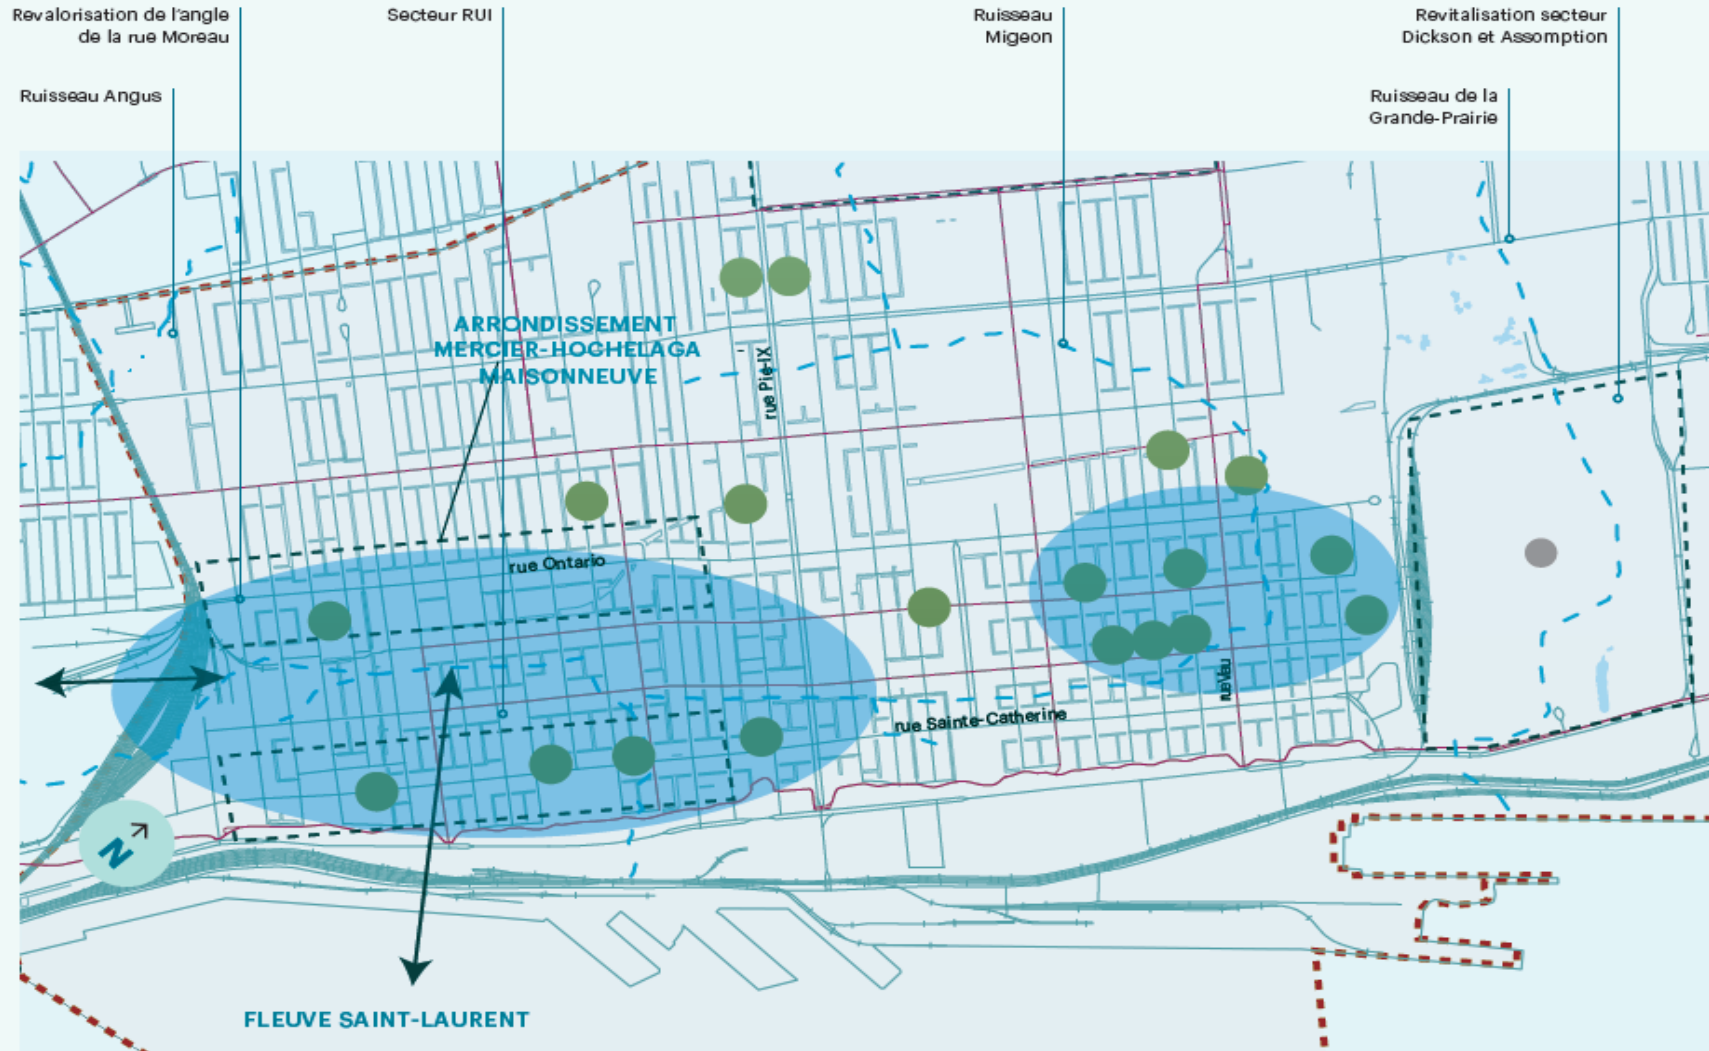 Revalorisation de l'angle
de la rue Moreau
Secteur RUI
Ruisseau
Migeon
Revitalisation secteur
Dickson et Assomption
Ruisseau Angus
Ruisseau de la
Grande-Prairie
ARRONDISSEMENT
MERCIER-HOCHELAGA
MAISONNEUVE
rue Pie-IX
rue Ontario
rue Viau
rue Sainte-Catherine
N
FLEUVE SAINT-LAURENT